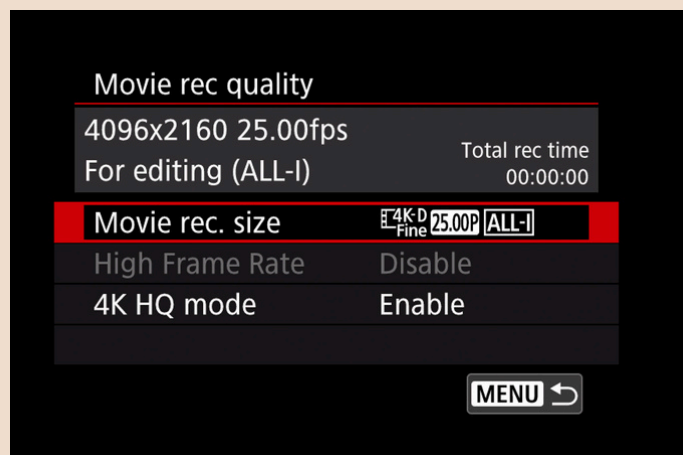 Movie rec quality
4096x2160 25.00fps
For editing (ALL-I)
Total rec time
00:00:00
Movie rec. size 4K-D Fine 25.00P ALL-I
High Frame Rate Disable
4K HQ mode Enable
MENU